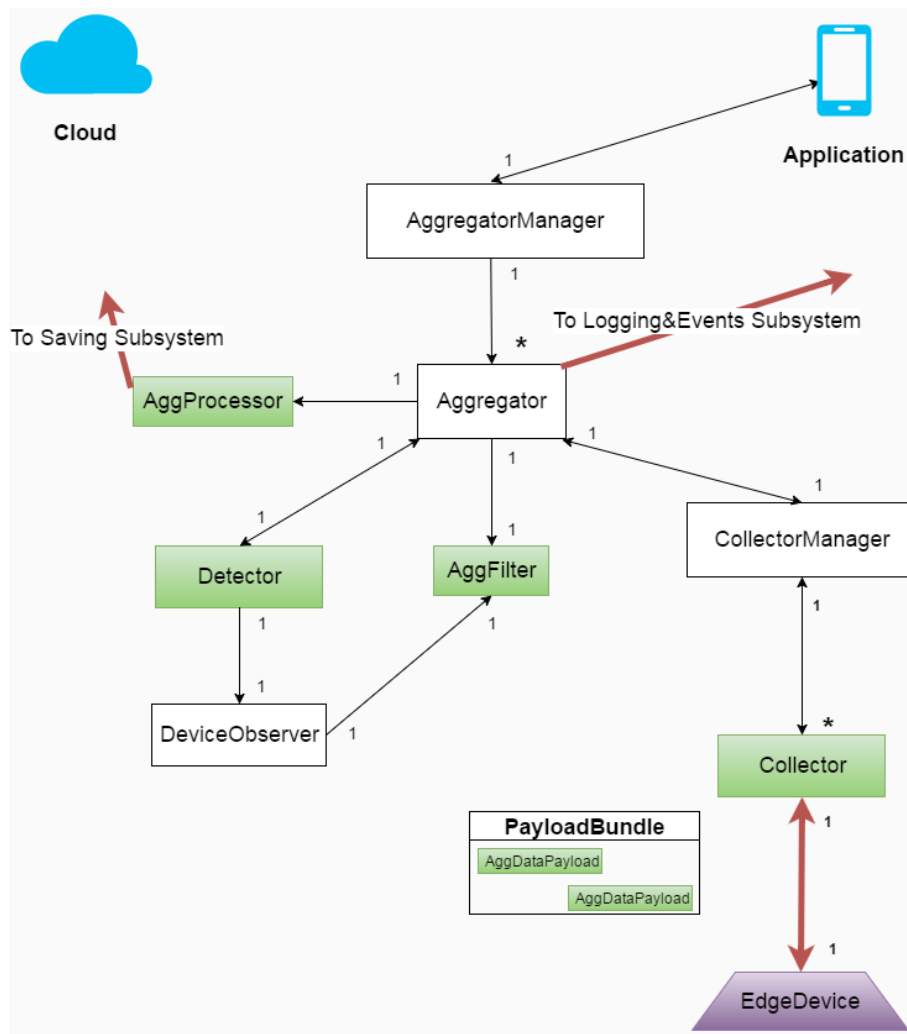 Cloud
Application
1
AggregatorManager
1
To Logging&Events Subsystem
To Saving Subsystem
*
1
AggProcessor
Aggregator
1
1
1
1
1
1
1
CollectorManager
Detector
AggFilter
1
1
1
1
DeviceObserver
1
*
Collector
PayloadBundle
AggDataPayload
AggDataPayload
1
1
EdgeDevice